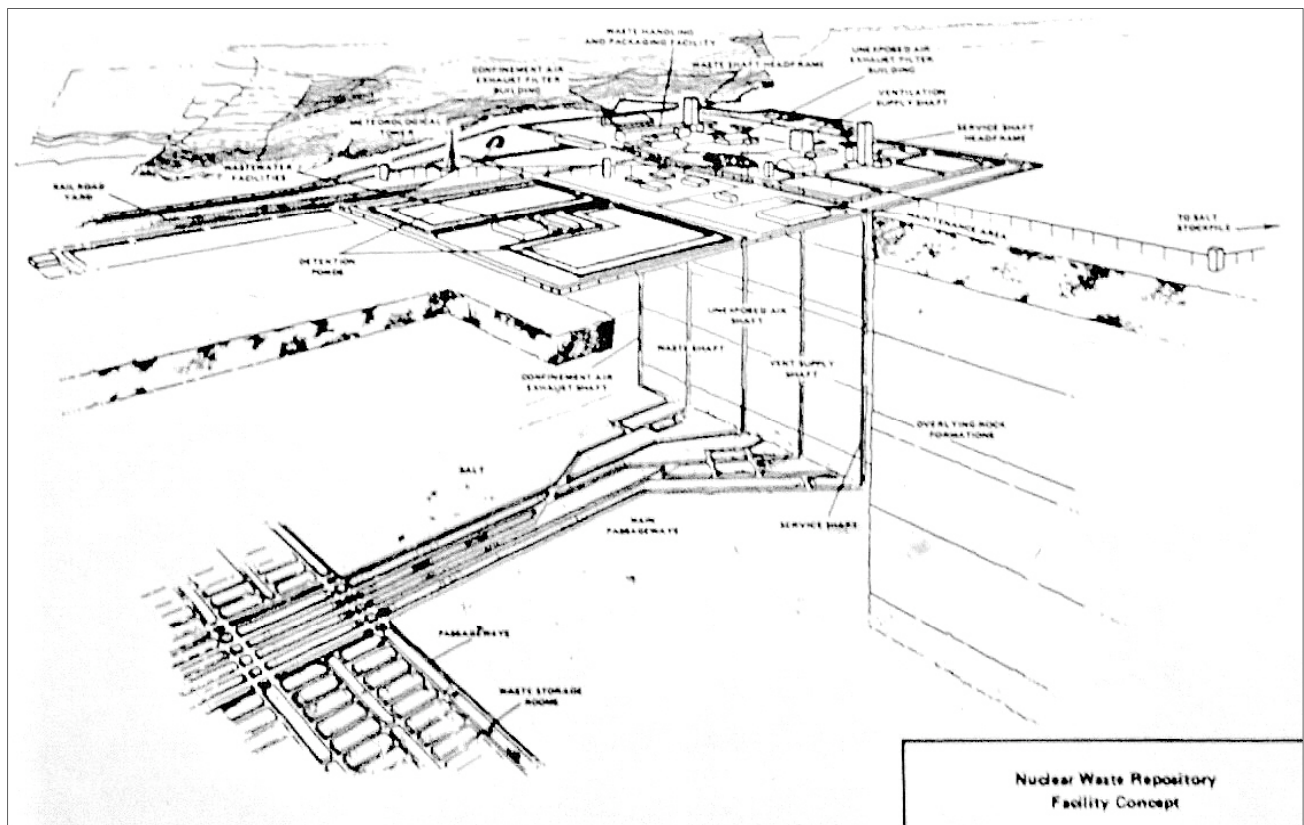 WASTE HANDLING
AND PACKAGING FACILITY
UNEXPOSED AIR
EXHAUST FILTER
BUILDING
WASTE SHAFT HEADFRAME
CONFINEMENT AIR
EXHAUST FILTER
BUILDING
VENTILATION
SUPPLY SHAFT
METEOROLOGICAL
TOWER
SERVICE SHAFT
HEADFRAME
WASTEWATER
FACILITIES
RAIL ROAD
YARD
TO SALT
STOCKPILE
MAINTENANCE AREA
DETENTION
PONDS
UNEXPOSED AIR
SHAFT
WASTE SHAFT
VENT SUPPLY
SHAFT
CONFINEMENT AIR
EXHAUST SHAFT
OVERLYING ROCK
FORMATIONS
SALT
MAIN
PASSAGEWAYS
SERVICE SHAFT
PASSAGEWAYS
WASTE STORAGE
ROOMS
Nuclear Waste Repository
Facility Concept